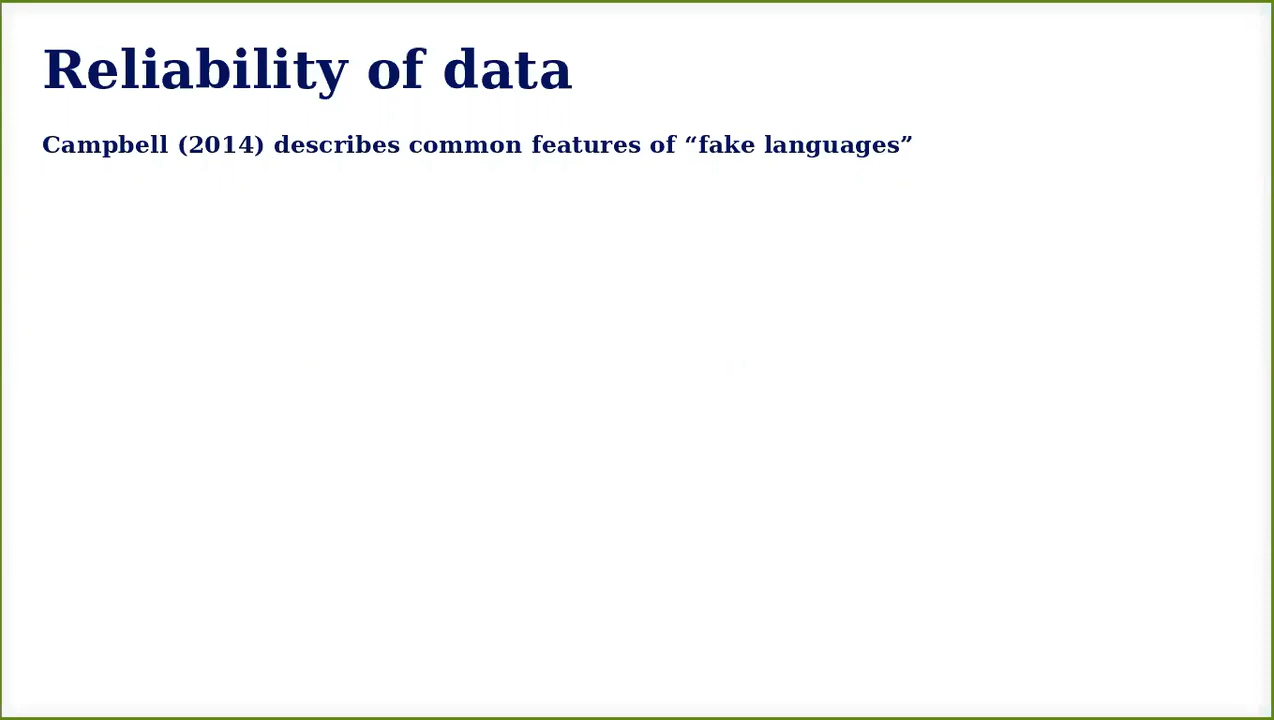 Reliability of data
Campbell (2014) describes common features of “fake languages”